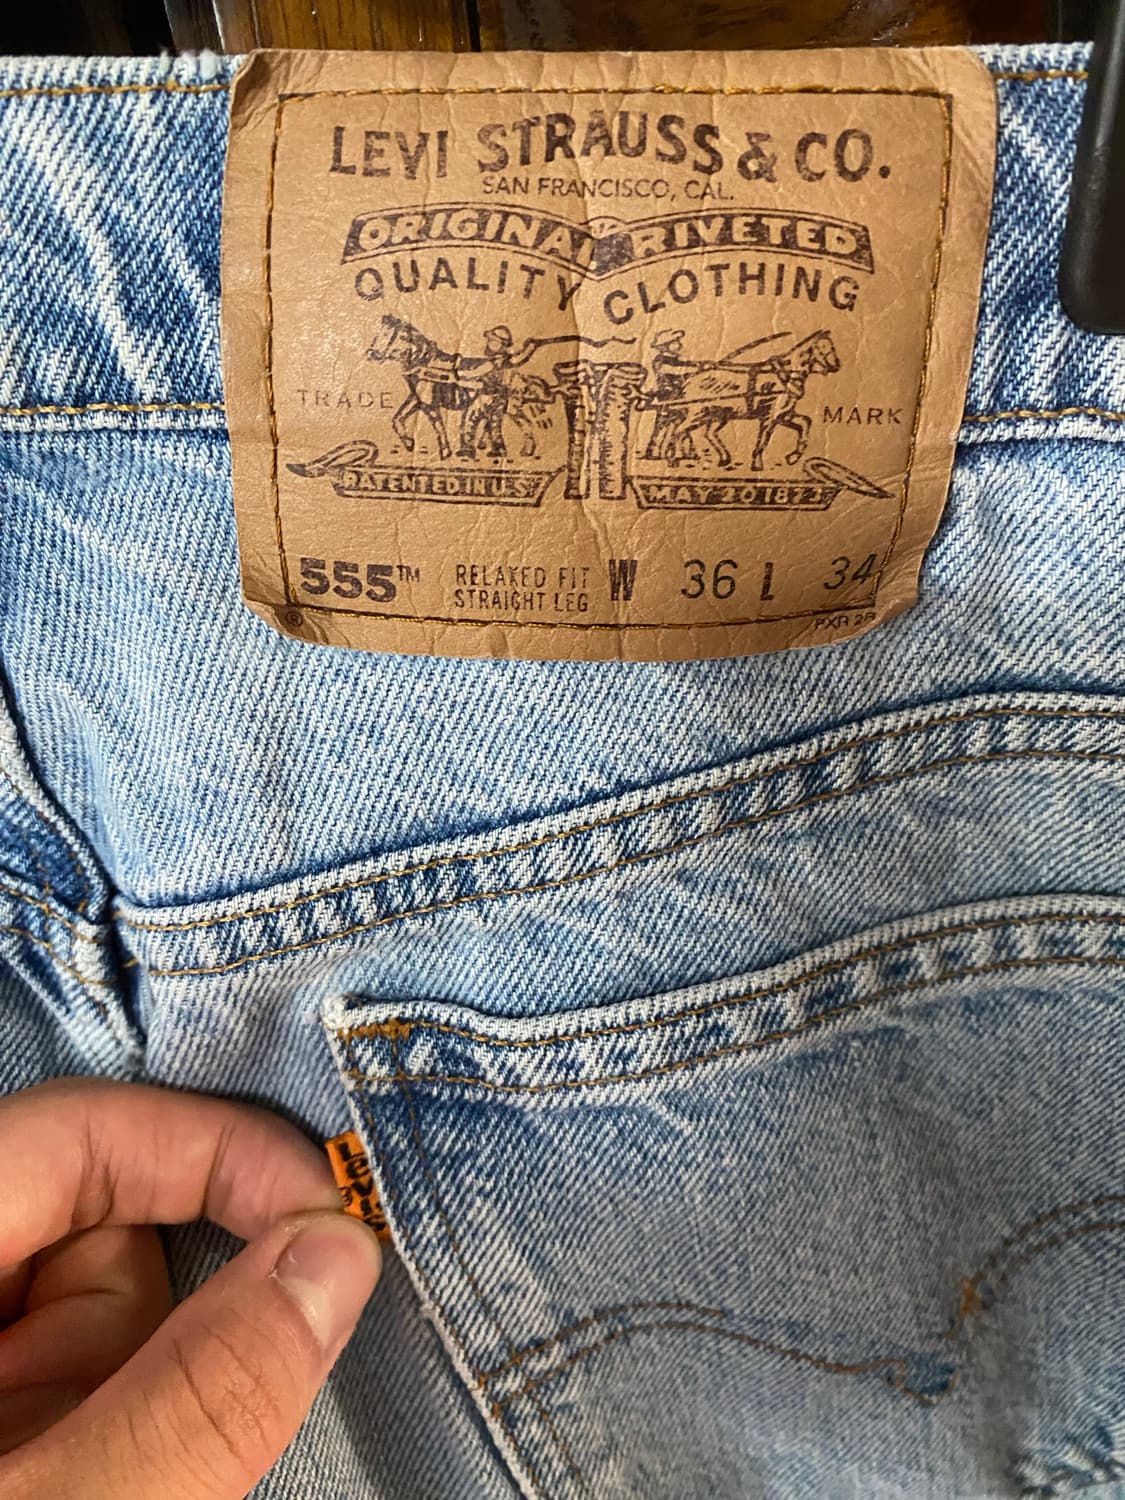 LEVI STRAUSS & CO.
SAN FRANCISCO, CAL.
ORIGINAL RIVETED
QUALITY CLOTHING
TRADE MARK
PATENTED IN U.S. MAY 20 1873
555™ RELAXED FIT STRAIGHT LEG W 36 L 34
®
Levi's